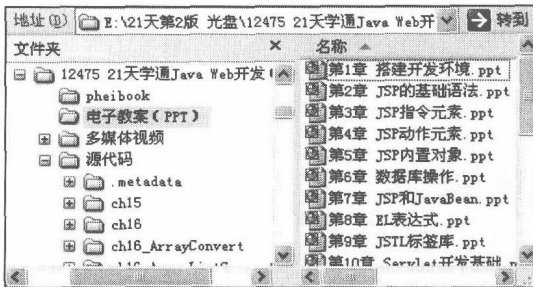 地址(D) E:\21天第2版 光盘\12475 21天学通Java Web开 转到
文件夹 × 名称
12475 21天学通Java Web开发(
pheibook
电子教案(PPT)
多媒体视频
源代码
.metadata
ch15
ch16
ch16_ArrayConvert
第1章 搭建开发环境.ppt
第2章 JSP的基础语法.ppt
第3章 JSP指令元素.ppt
第4章 JSP动作元素.ppt
第5章 JSP内置对象.ppt
第6章 数据库操作.ppt
第7章 JSP和JavaBean.ppt
第8章 EL表达式.ppt
第9章 JSTL标签库.ppt
第10章 Servlet开发基础.p